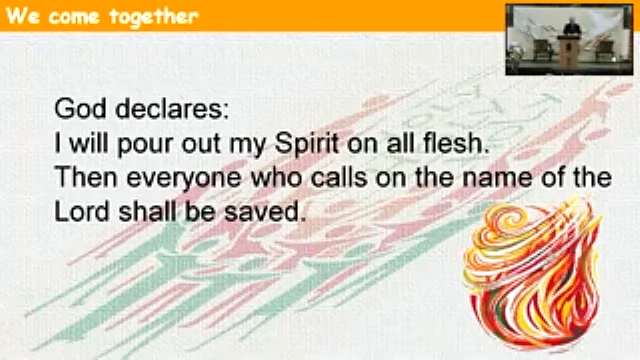 We come together
God declares:
I will pour out my Spirit on all flesh.
Then everyone who calls on the name of the
Lord shall be saved.